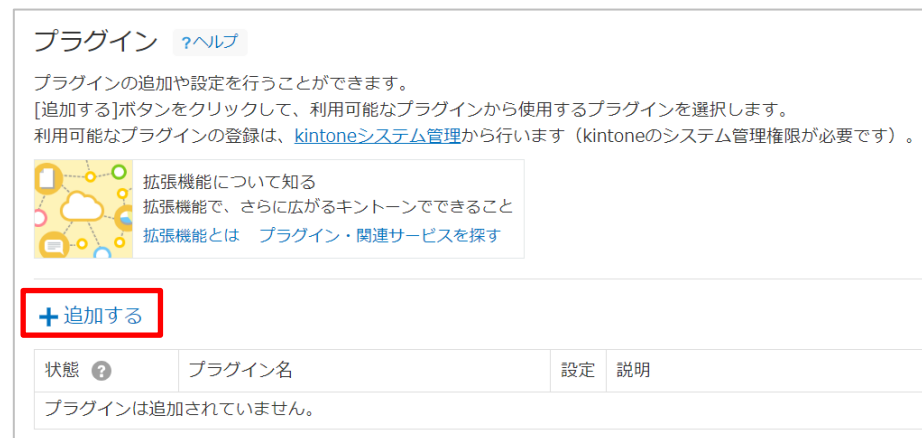 プラグイン ?ヘルプ
プラグインの追加や設定を行うことができます。
[追加する]ボタンをクリックして、利用可能なプラグインから使用するプラグインを選択します。
利用可能なプラグインの登録は、kintoneシステム管理から行います（kintoneのシステム管理権限が必要です）。
拡張機能について知る
拡張機能で、さらに広がるキントーンでできること
拡張機能とは プラグイン・関連サービスを探す
+追加する
状態 ? プラグイン名 設定 説明
プラグインは追加されていません。